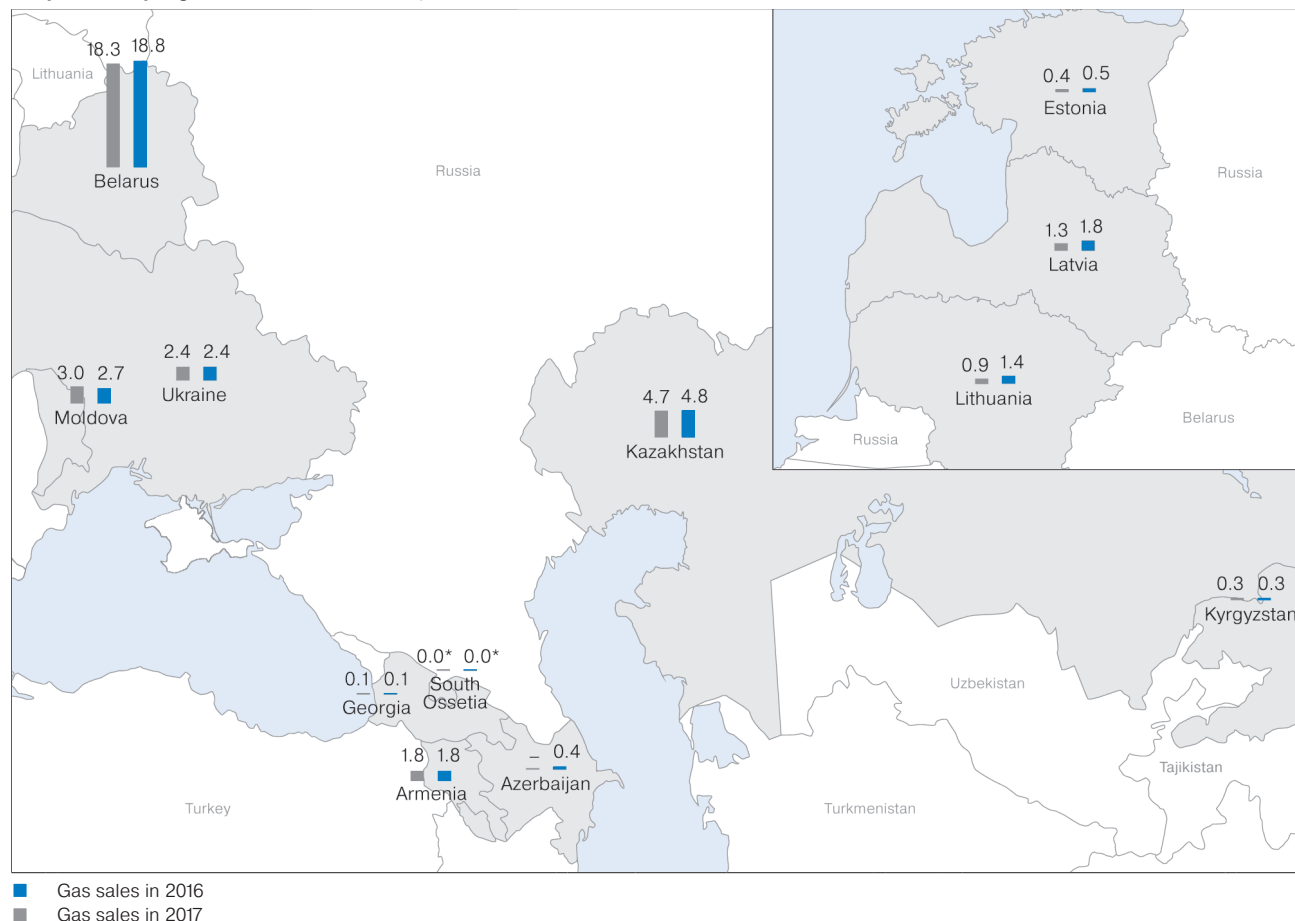 18.3 18.8
Lithuania
Belarus
Russia
0.4 0.5
Estonia
Russia
1.3 1.8
Latvia
0.9 1.4
Lithuania
Belarus
Russia
2.4 2.4
Ukraine
3.0 2.7
Moldova
4.7 4.8
Kazakhstan
0.3 0.3
Kyrgyzstan
0.0* 0.0*
South
Ossetia
0.1 0.1
Georgia
Uzbekistan
1.8 1.8
Armenia
– 0.4
Azerbaijan
Tajikistan
Turkey
Turkmenistan
Gas sales in 2016
Gas sales in 2017